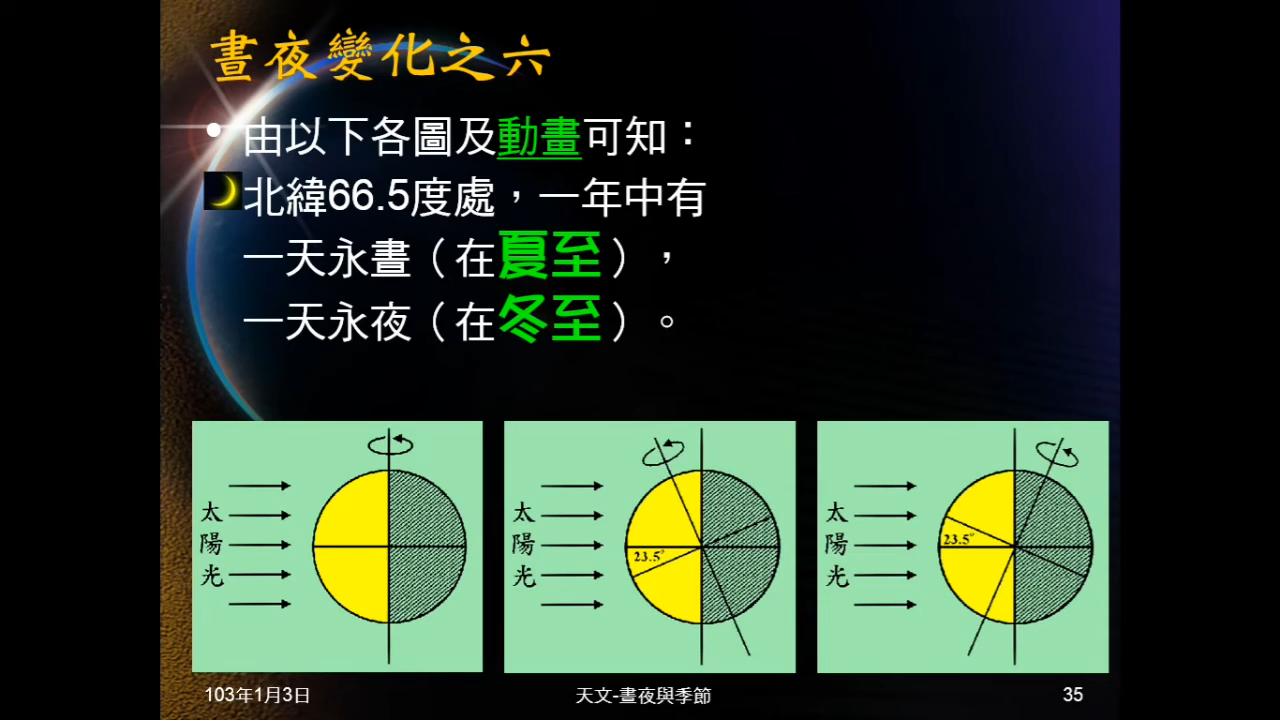 晝夜變化之六
•由以下各圖及動畫可知：
北緯66.5度處，一年中有
一天永晝（在夏至），
一天永夜（在冬至）。
太陽光
太陽光
23.5°
太陽光
23.5°
103年1月3日
天文-晝夜與季節
35